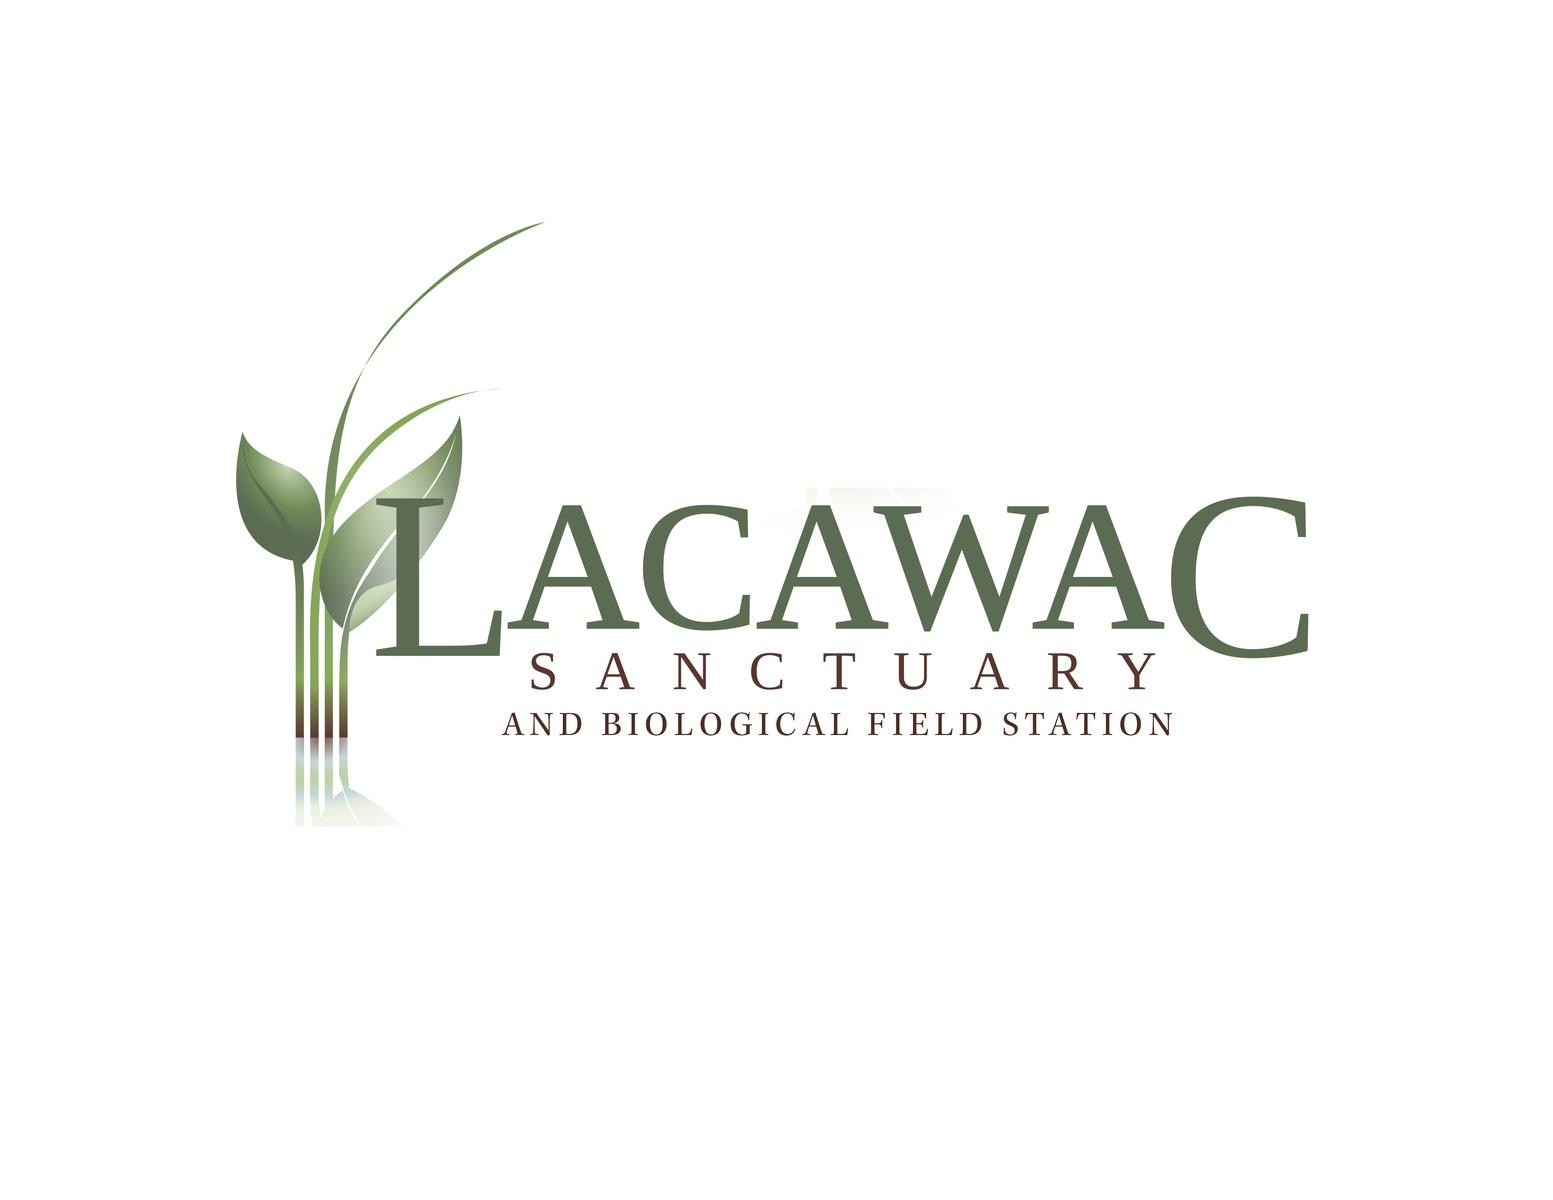 LACAWAC
SANCTUARY
AND BIOLOGICAL FIELD STATION